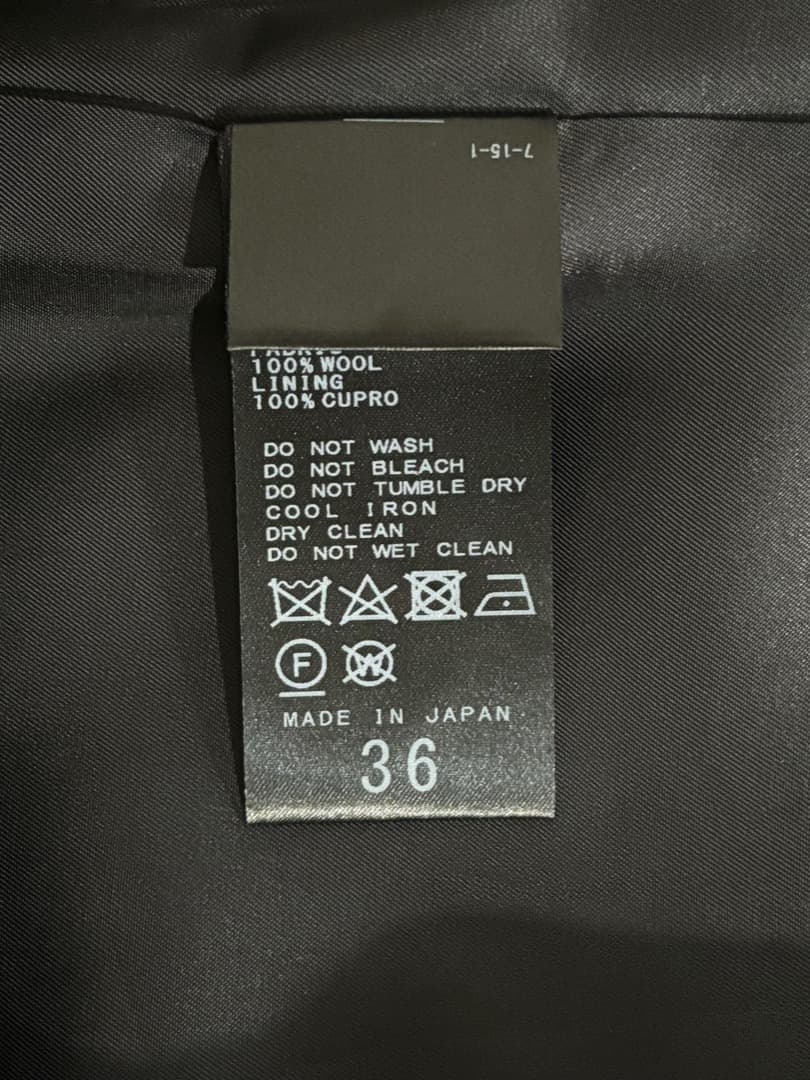 7-15-1
FABRIC
100% WOOL
LINING
100% CUPRO
DO NOT WASH
DO NOT BLEACH
DO NOT TUMBLE DRY
COOL IRON
DRY CLEAN
DO NOT WET CLEAN
F W
MADE IN JAPAN
36